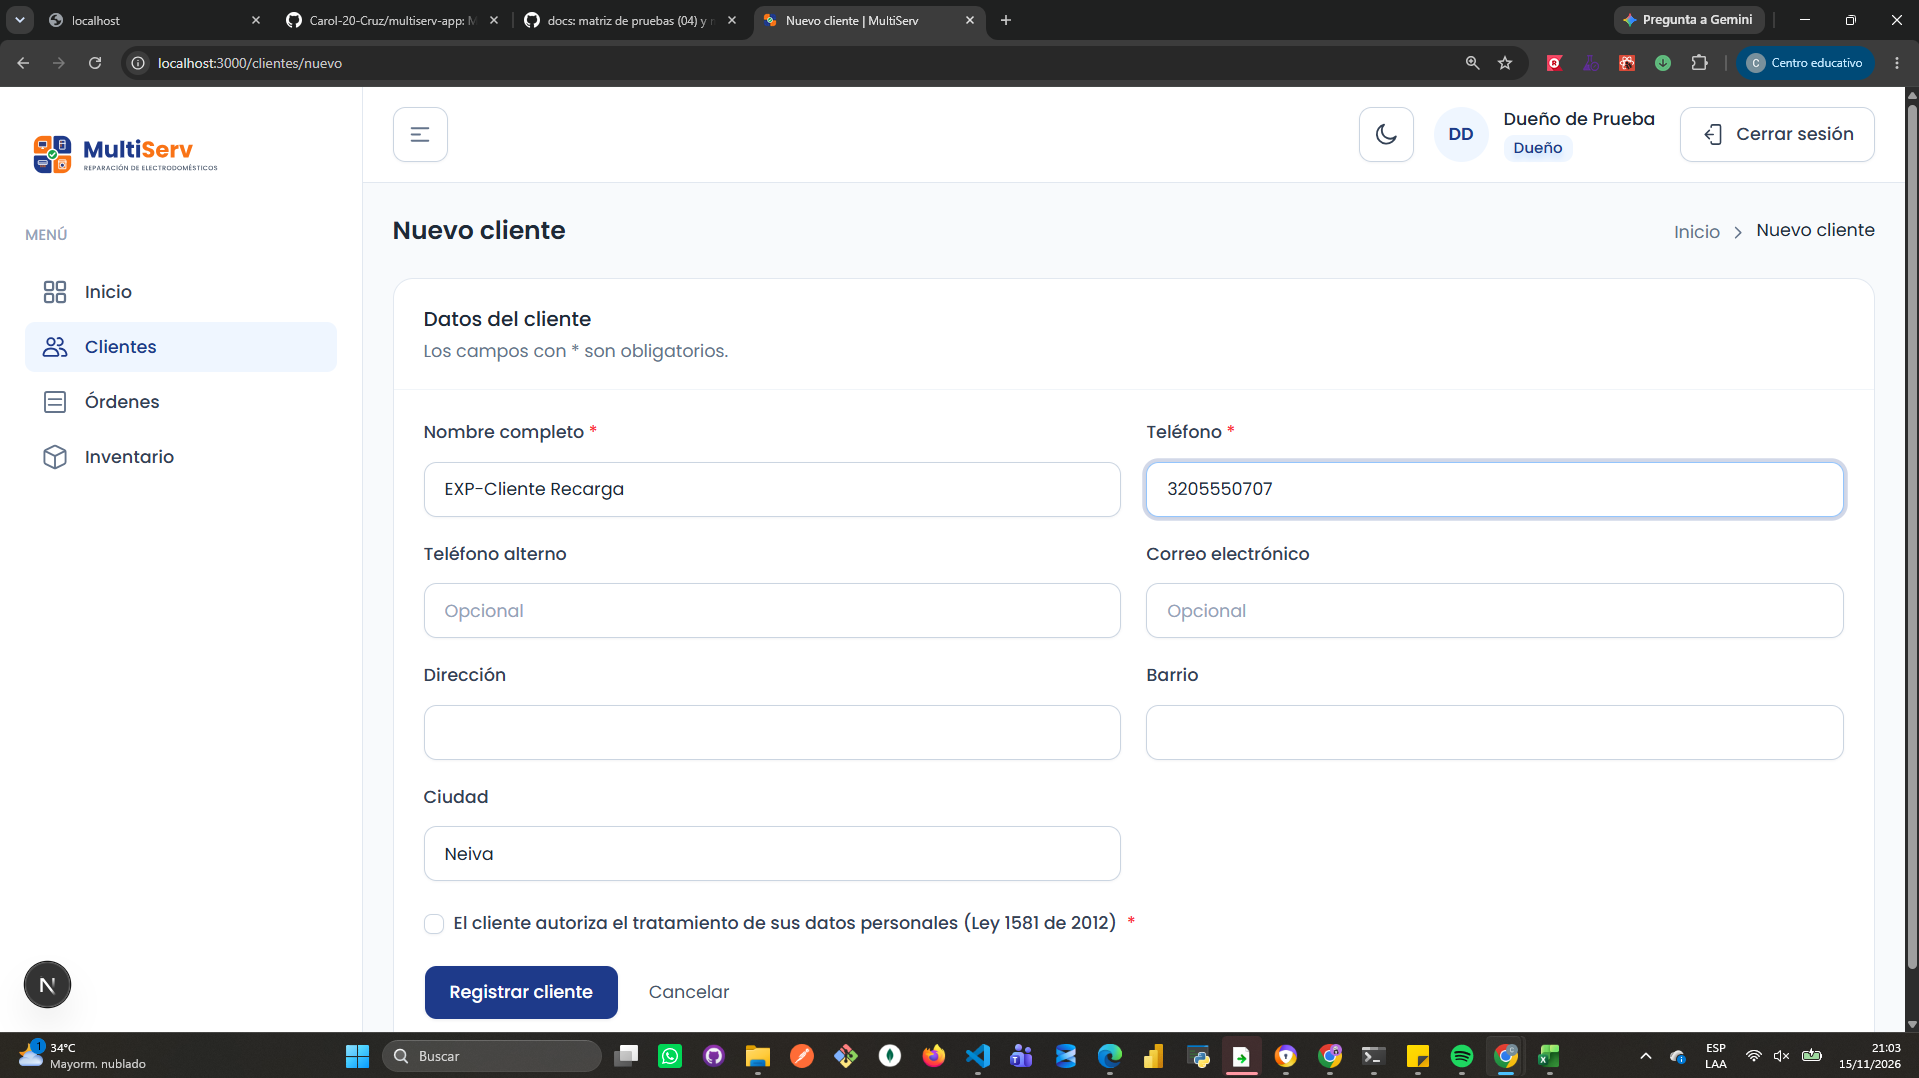 localhost
Carol-20-Cruz/multiserv-app: M
docs: matriz de pruebas (04) y
Nuevo cliente | MultiServ
Pregunta a Gemini
localhost:3000/clientes/nuevo
C Centro educativo
MultiServ
REPARACIÓN DE ELECTRODOMÉSTICOS
MENÚ
Inicio
Clientes
Órdenes
Inventario
N
DD
Dueño de Prueba
Dueño
Cerrar sesión
Nuevo cliente
Inicio > Nuevo cliente
Datos del cliente
Los campos con * son obligatorios.
Nombre completo *
EXP-Cliente Recarga
Teléfono *
3205550707
Teléfono alterno
Opcional
Correo electrónico
Opcional
Dirección
Barrio
Ciudad
Neiva
El cliente autoriza el tratamiento de sus datos personales (Ley 1581 de 2012) *
Registrar cliente
Cancelar
1
34°C
Mayorm. nublado
Buscar
ESP
LAA
21:03
15/11/2026